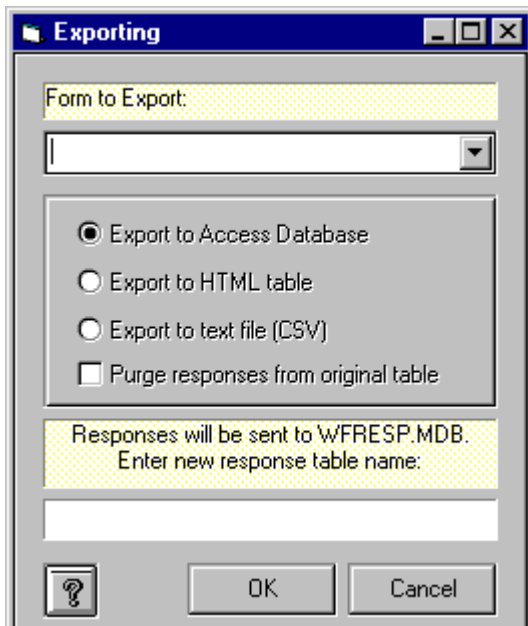 Exporting
Form to Export:
Export to Access Database
Export to HTML table
Export to text file (CSV)
Purge responses from original table
Responses will be sent to WFRESP.MDB.
Enter new response table name:
?
OK
Cancel